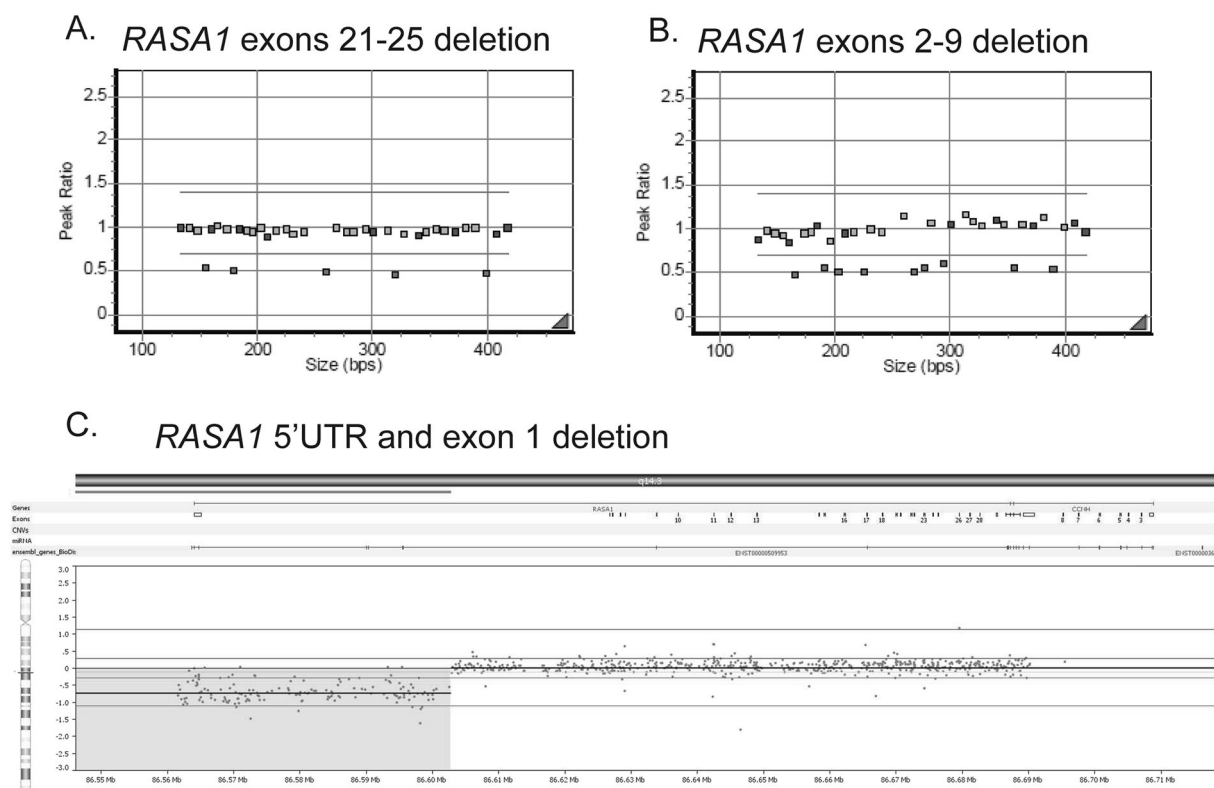 A. RASA1 exons 21-25 deletion
B. RASA1 exons 2-9 deletion
Peak Ratio
2.5
2
1.5
1
0.5
0
100 200 300 400
Size (bps)
Peak Ratio
2.5
2
1.5
1
0.5
0
100 200 300 400
Size (bps)
C. RASA1 5’UTR and exon 1 deletion
q14.3
Genes RASA1 CCNH
Exons 10 11 12 13 16 17 18 23 26 27 28 8 7 6 5 4 3
CNVs
miRNA
ensembl_genes_BioDis ENST00000509953 ENST0000036
3.0
2.5
2.0
1.5
1.0
.5
0
-.5
-1.0
-1.5
-2.0
-2.5
-3.0
86.55 Mb 86.56 Mb 86.57 Mb 86.58 Mb 86.59 Mb 86.60 Mb 86.61 Mb 86.62 Mb 86.63 Mb 86.64 Mb 86.65 Mb 86.66 Mb 86.67 Mb 86.68 Mb 86.69 Mb 86.70 Mb 86.71 Mb